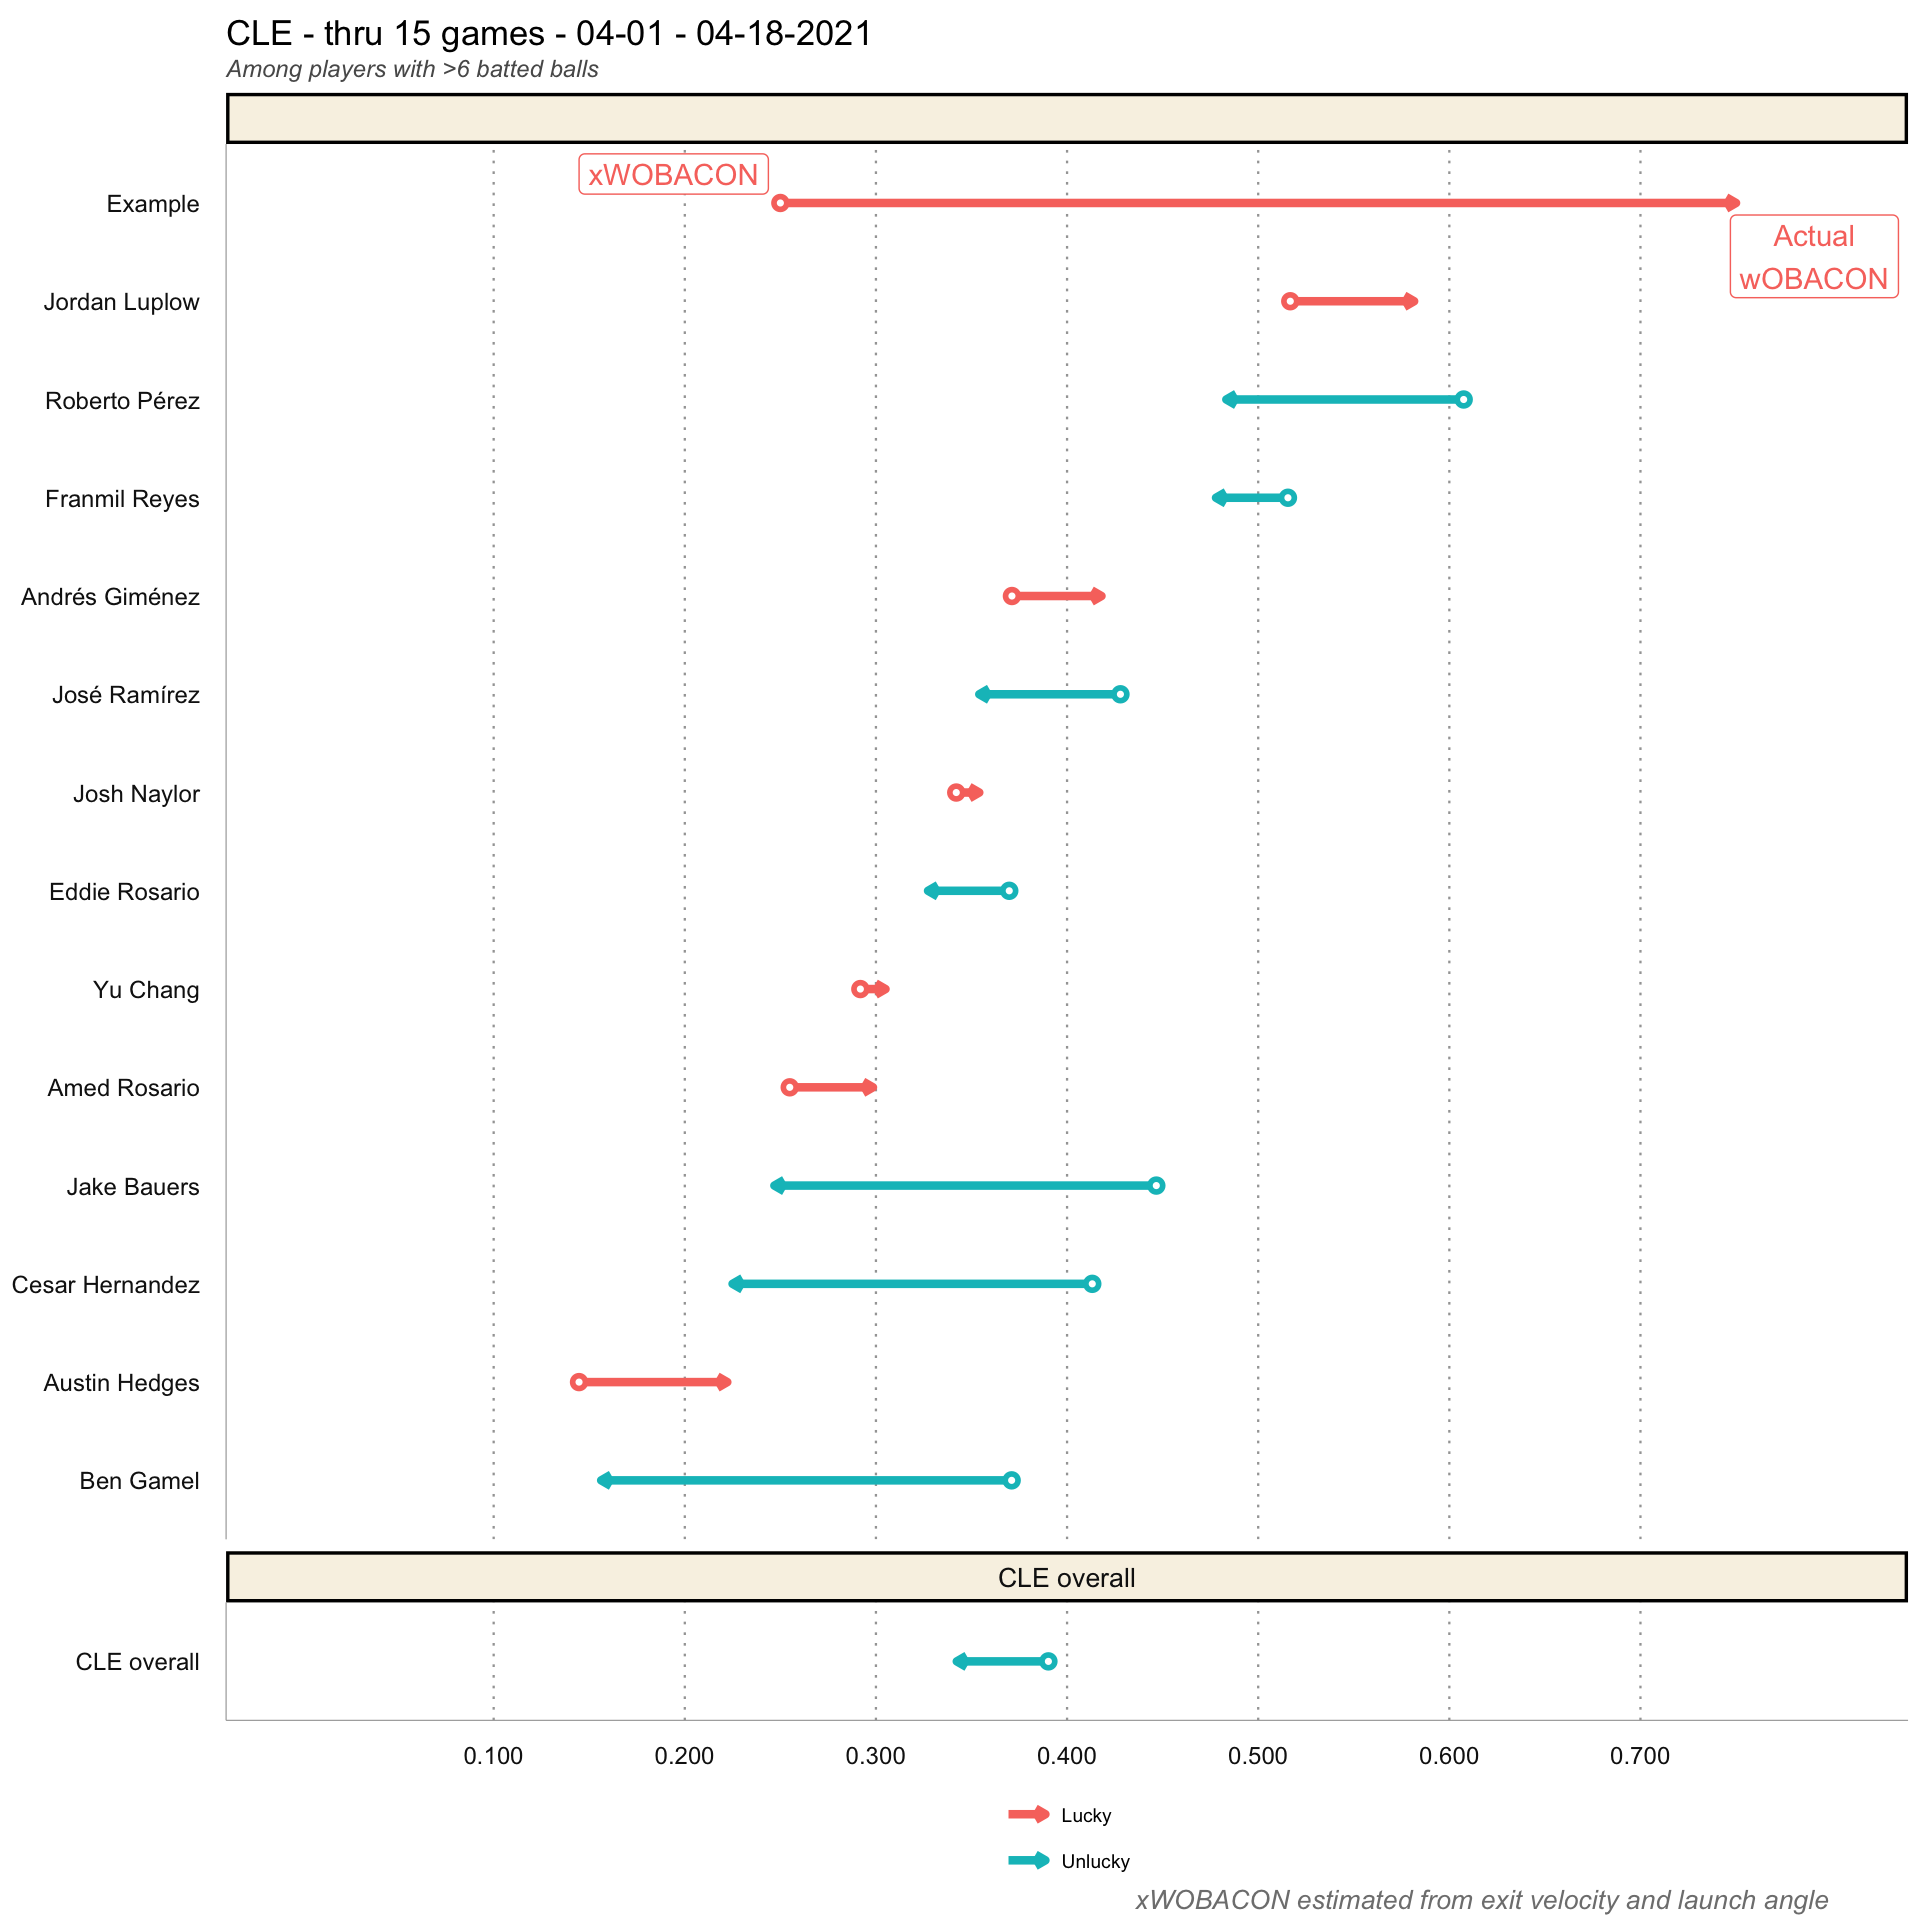 CLE - thru 15 games - 04-01 - 04-18-2021
Among players with >6 batted balls
xWOBACON
Example
Actual
wOBACON
Jordan Luplow
Roberto Pérez
Franmil Reyes
Andrés Giménez
José Ramírez
Josh Naylor
Eddie Rosario
Yu Chang
Amed Rosario
Jake Bauers
Cesar Hernandez
Austin Hedges
Ben Gamel
CLE overall
CLE overall
0.100 0.200 0.300 0.400 0.500 0.600 0.700
Lucky
Unlucky
xWOBACON estimated from exit velocity and launch angle